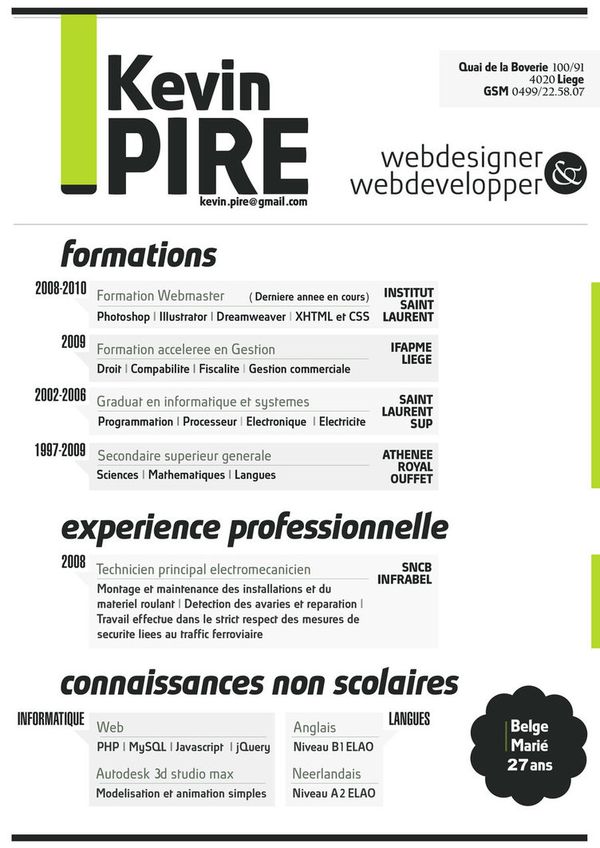 Kevin
PIRE
kevin.pire@gmail.com
Quai de la Boverie 100/91
4020 Liege
GSM 0499/22.58.07
webdesigner
webdevelopper &
formations
2008-2010
Formation Webmaster (Derniere annee en cours)
Photoshop | Illustrator | Dreamweaver | XHTML et CSS
INSTITUT
SAINT
LAURENT
2009
Formation acceleree en Gestion
Droit | Compabilite | Fiscalite | Gestion commerciale
IFAPME
LIEGE
2002-2006
Graduat en informatique et systemes
Programmation | Processeur | Electronique | Electricite
SAINT
LAURENT
SUP
1997-2009
Secondaire superieur generale
Sciences | Mathematiques | Langues
ATHENEE
ROYAL
OUFFET
experience professionnelle
2008
Technicien principal electromecanicien
Montage et maintenance des installations et du
materiel roulant | Detection des avaries et reparation |
Travail effectue dans le strict respect des mesures de
securite liees au traffic ferroviaire
SNCB
INFRABEL
connaissances non scolaires
INFORMATIQUE
Web
PHP | MySQL | Javascript | jQuery
Autodesk 3d studio max
Modelisation et animation simples
LANGUES
Anglais
Niveau B1 ELAO
Neerlandais
Niveau A2 ELAO
Belge
Marié
27 ans